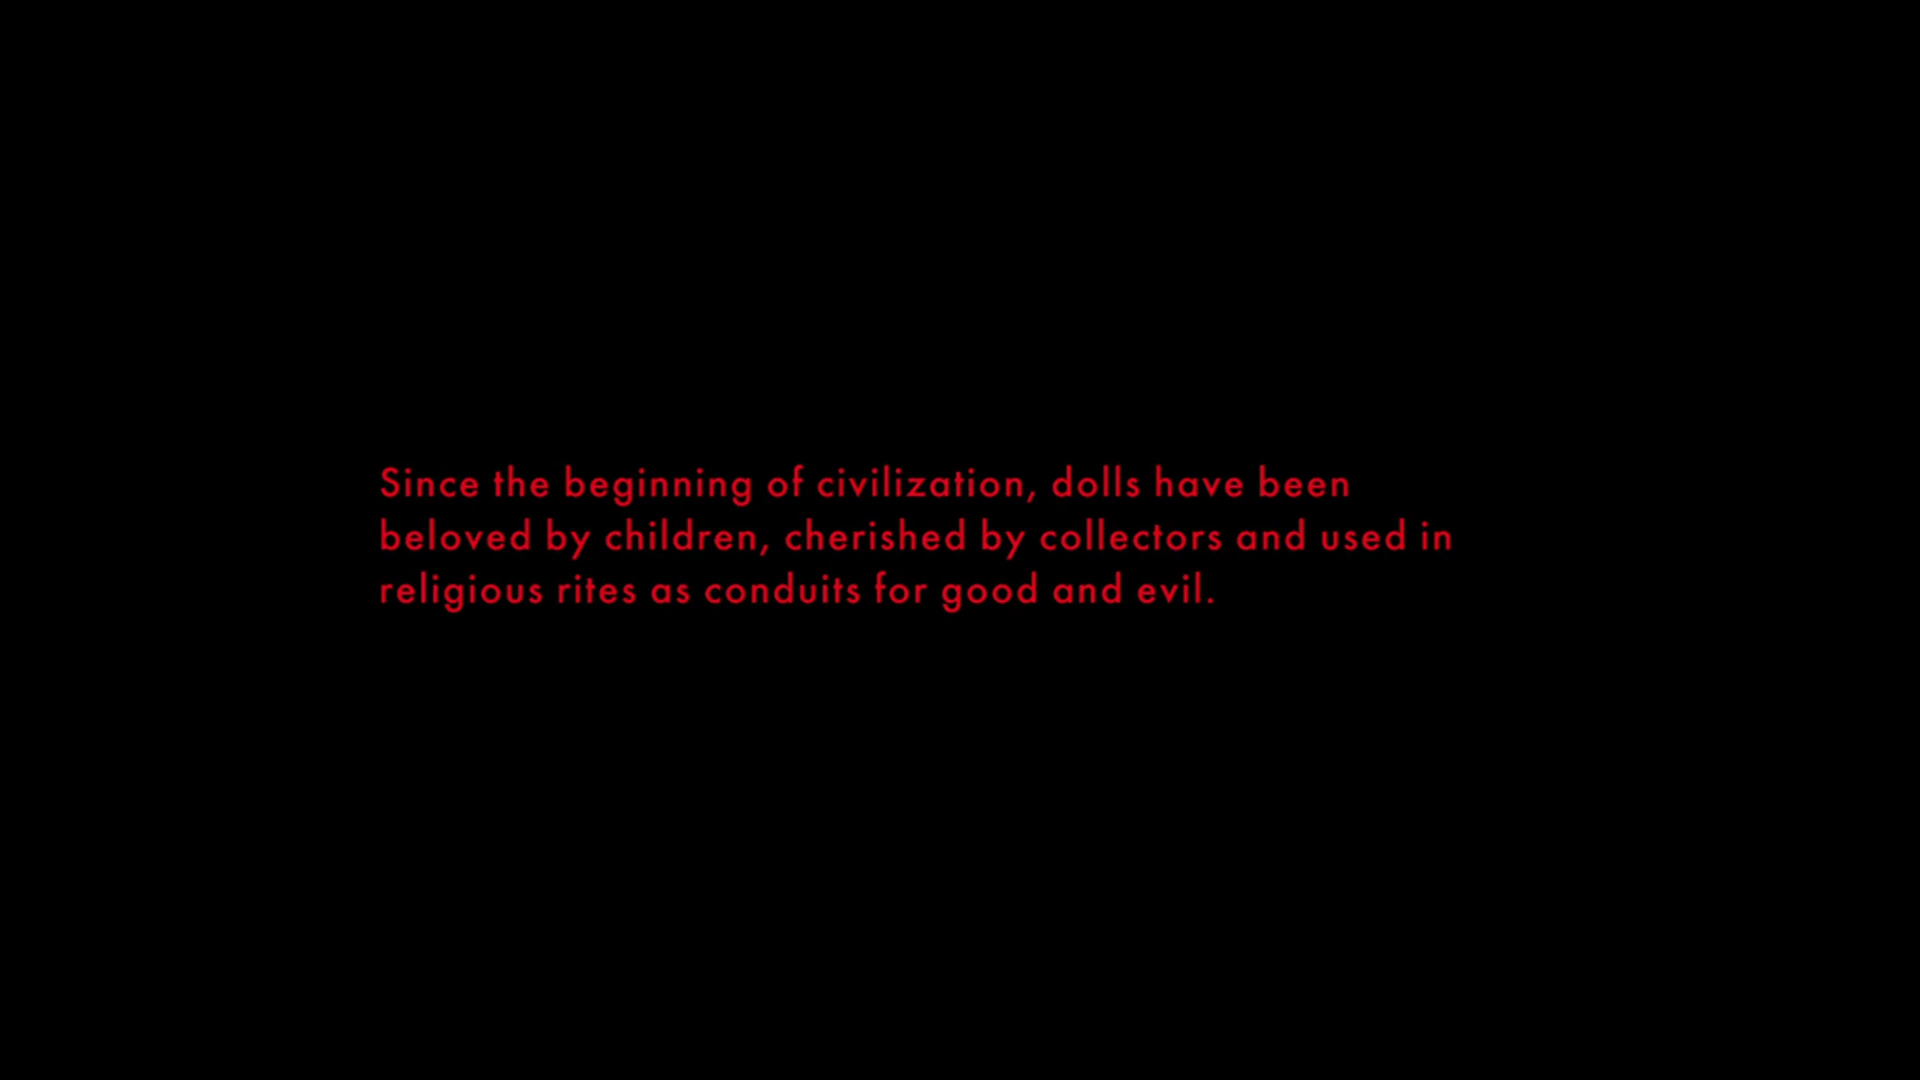 Since the beginning of civilization, dolls have been
beloved by children, cherished by collectors and used in
religious rites as conduits for good and evil.